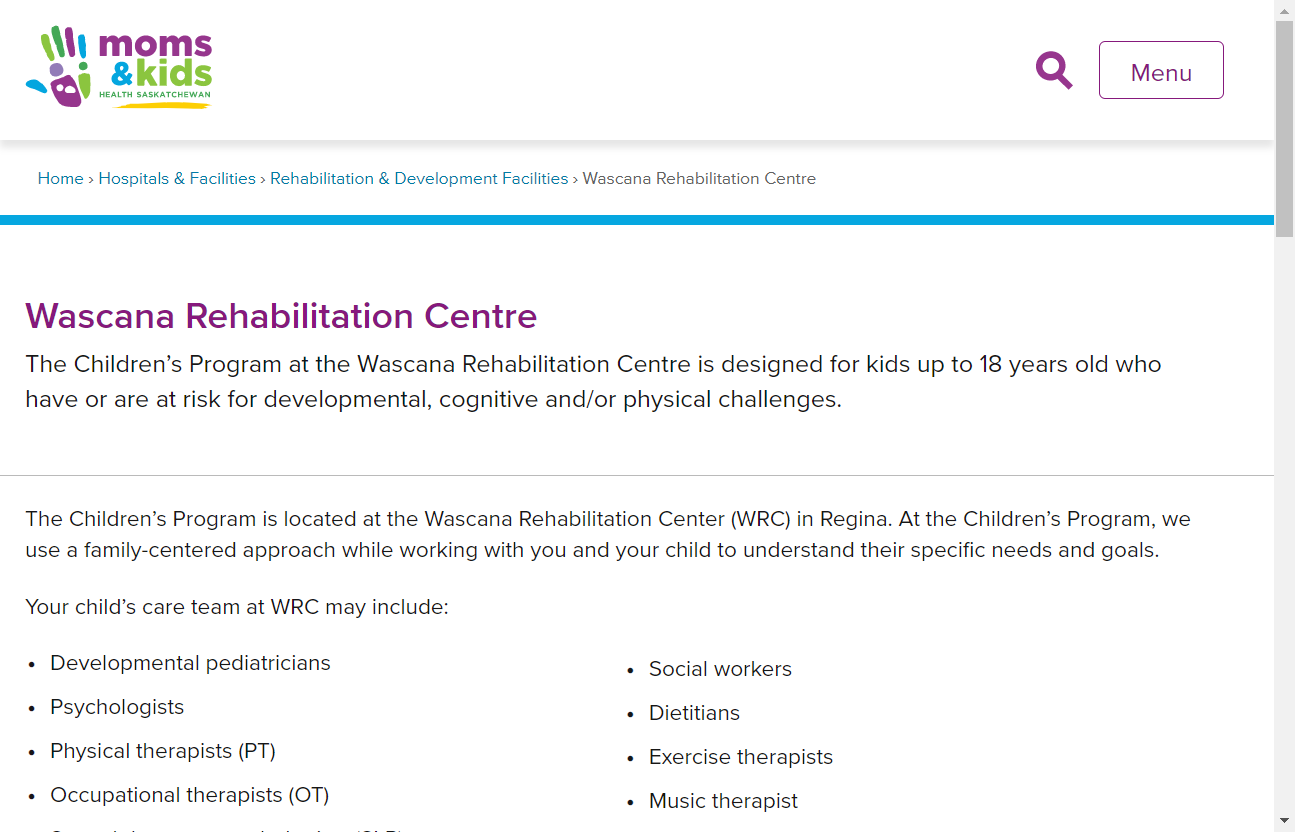 moms
&kids
HEALTH SASKATCHEWAN
Menu
Home › Hospitals & Facilities › Rehabilitation & Development Facilities › Wascana Rehabilitation Centre
Wascana Rehabilitation Centre
The Children’s Program at the Wascana Rehabilitation Centre is designed for kids up to 18 years old who
have or are at risk for developmental, cognitive and/or physical challenges.
The Children’s Program is located at the Wascana Rehabilitation Center (WRC) in Regina. At the Children’s Program, we
use a family-centered approach while working with you and your child to understand their specific needs and goals.
Your child’s care team at WRC may include:
• Developmental pediatricians
• Psychologists
• Physical therapists (PT)
• Occupational therapists (OT)
• Social workers
• Dietitians
• Exercise therapists
• Music therapist